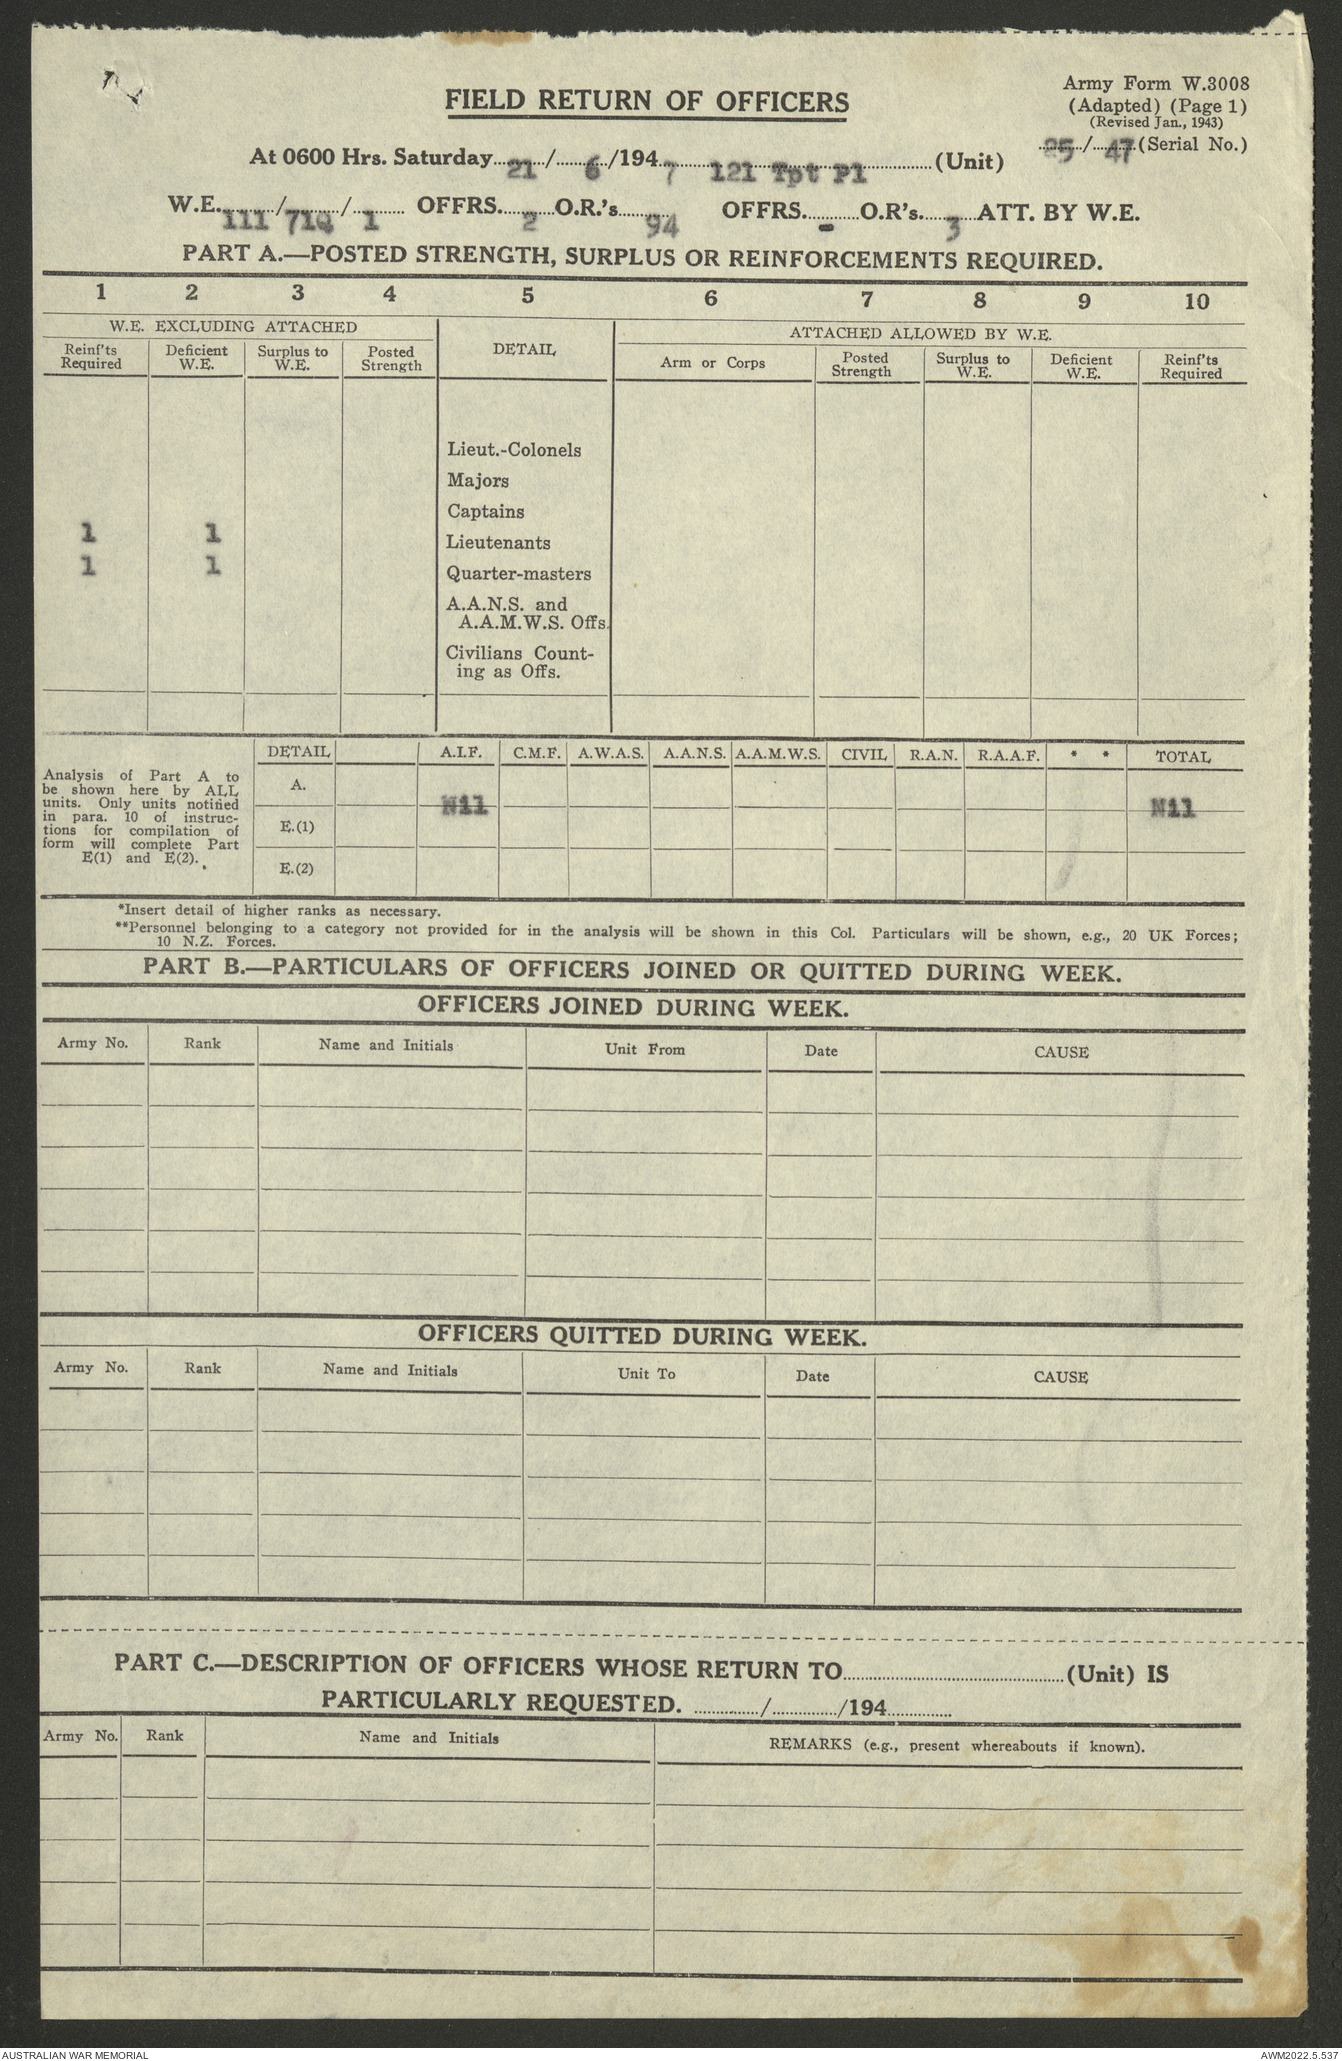 FIELD RETURN OF OFFICERS
Army Form W.3008
(Adapted) (Page 1)
(Revised Jan., 1943)
25/47 (Serial No.)
At 0600 Hrs. Saturday 21/6/1947 121 Tpt Pl (Unit)
W.E. 111/71Q/1 OFFRS. 2 O.R.'s 94 OFFRS. - O.R's. 3 ATT. BY W.E.
PART A.—POSTED STRENGTH, SURPLUS OR REINFORCEMENTS REQUIRED.
1 2 3 4 5 6 7 8 9 10
W.E. EXCLUDING ATTACHED DETAIL ATTACHED ALLOWED BY W.E.
Reinf'ts Required Deficient W.E. Surplus to W.E. Posted Strength Arm or Corps Posted Strength Surplus to W.E. Deficient W.E. Reinf'ts Required
Lieut.-Colonels
Majors
Captains
1 1 Lieutenants
1 1 Quarter-masters
A.A.N.S. and
A.A.M.W.S. Offs.
Civilians Count-
ing as Offs.
DETAIL A.I.F. C.M.F. A.W.A.S. A.A.N.S. A.A.M.W.S. CIVIL R.A.N. R.A.A.F. * * TOTAL
Analysis of Part A to
be shown here by ALL
units. Only units notified
in para. 10 of instruc-
tions for compilation of
form will complete Part
E(1) and E(2).
A.
Nil Nil
E.(1)
E.(2)
*Insert detail of higher ranks as necessary.
**Personnel belonging to a category not provided for in the analysis will be shown in this Col. Particulars will be shown, e.g., 20 UK Forces;
10 N.Z. Forces.
PART B.—PARTICULARS OF OFFICERS JOINED OR QUITTED DURING WEEK.
OFFICERS JOINED DURING WEEK.
Army No. Rank Name and Initials Unit From Date CAUSE
OFFICERS QUITTED DURING WEEK.
Army No. Rank Name and Initials Unit To Date CAUSE
PART C.—DESCRIPTION OF OFFICERS WHOSE RETURN TO (Unit) IS
PARTICULARLY REQUESTED. / /194
Army No. Rank Name and Initials REMARKS (e.g., present whereabouts if known).
AUSTRALIAN WAR MEMORIAL AWM2022.5.537